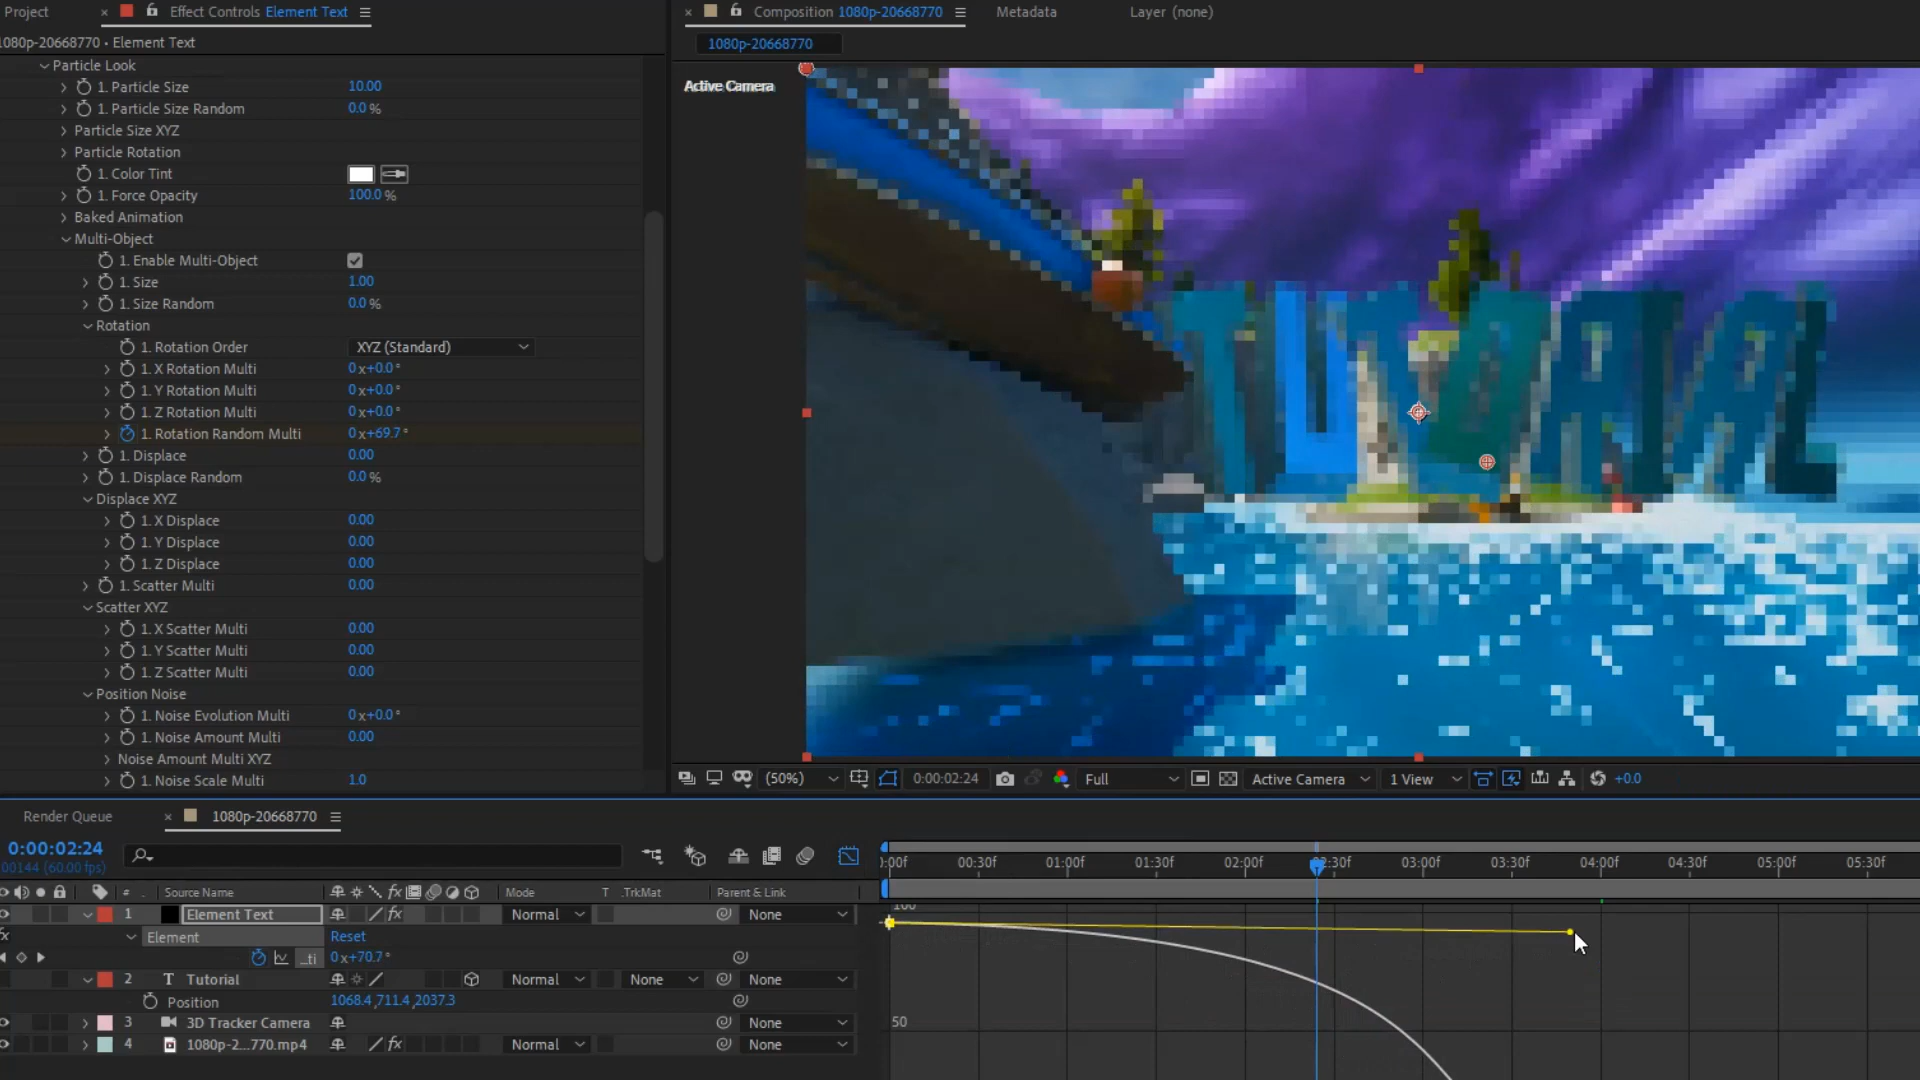 Project
× Effect Controls Element Text
1080p-20668770 • Element Text
Particle Look
1. Particle Size 10.00
1. Particle Size Random 0.0 %
Particle Size XYZ
Particle Rotation
1. Color Tint
1. Force Opacity 100.0 %
Baked Animation
Multi-Object
1. Enable Multi-Object
1. Size 1.00
1. Size Random 0.0 %
Rotation
1. Rotation Order XYZ (Standard)
1. X Rotation Multi 0 x+0.0 °
1. Y Rotation Multi 0 x+0.0 °
1. Z Rotation Multi 0 x+0.0 °
1. Rotation Random Multi 0 x+69.7 °
1. Displace 0.00
1. Displace Random 0.0 %
Displace XYZ
1. X Displace 0.00
1. Y Displace 0.00
1. Z Displace 0.00
1. Scatter Multi 0.00
Scatter XYZ
1. X Scatter Multi 0.00
1. Y Scatter Multi 0.00
1. Z Scatter Multi 0.00
Position Noise
1. Noise Evolution Multi 0 x+0.0 °
1. Noise Amount Multi 0.00
Noise Amount Multi XYZ
1. Noise Scale Multi 1.0
× Composition 1080p-20668770 Metadata Layer (none)
1080p-20668770
Active Camera
TUTORIAL
(50%) 0:00:02:24 Full Active Camera 1 View +0.0
Render Queue × 1080p-20668770
0:00:02:24
00144 (60.00 fps)
:00f 00:30f 01:00f 01:30f 02:00f 02:30f 03:00f 03:30f 04:00f 04:30f 05:00f 05:30f
# Source Name fx Mode T .TrkMat Parent & Link
1 Element Text fx Normal None
fx Element Reset
...ti 0 x+70.7 °
2 T Tutorial Normal None None
Position 1068.4,711.4,2037.3
3 3D Tracker Camera None
4 1080p-2...770.mp4 fx Normal None
100
50